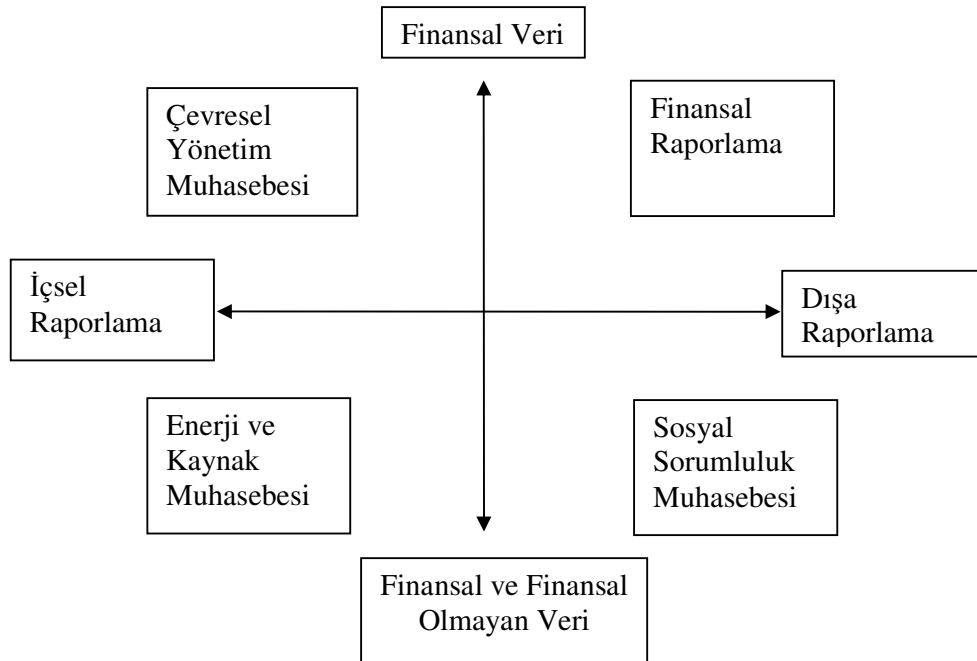 Finansal Veri
Çevresel
Yönetim
Muhasebesi
Finansal
Raporlama
İçsel
Raporlama
Dışa
Raporlama
Enerji ve
Kaynak
Muhasebesi
Sosyal
Sorumluluk
Muhasebesi
Finansal ve Finansal
Olmayan Veri